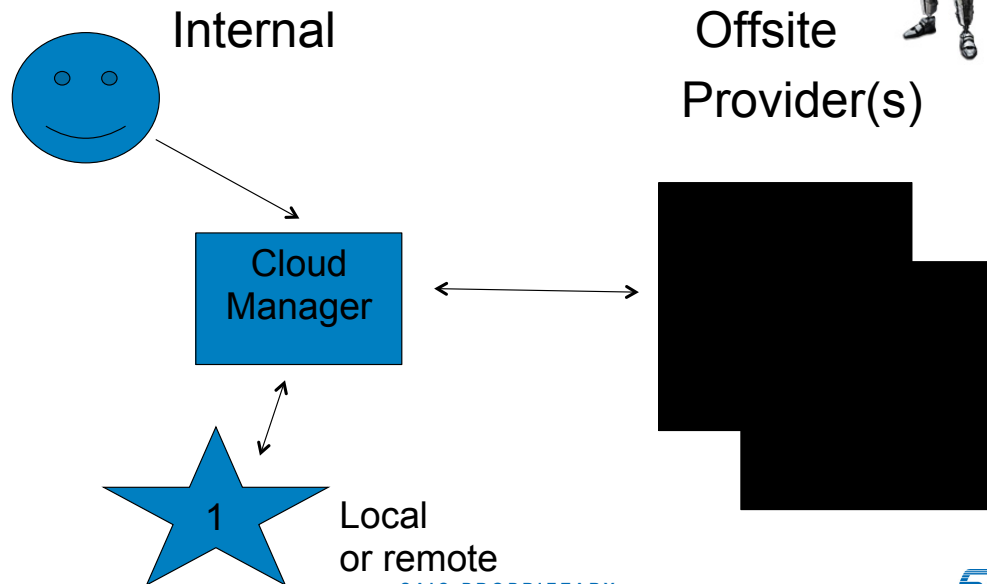 Internal
Offsite
Provider(s)
Cloud
Manager
1
Local
or remote